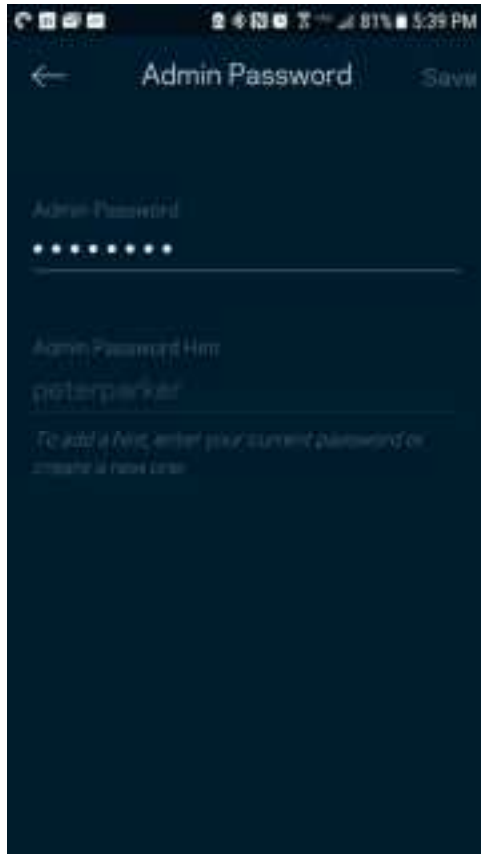 81% 5:39 PM
Admin Password Save
Admin Password
••••••••
Admin Password Hint
peterparker
To add a hint, enter your current password or
create a new one